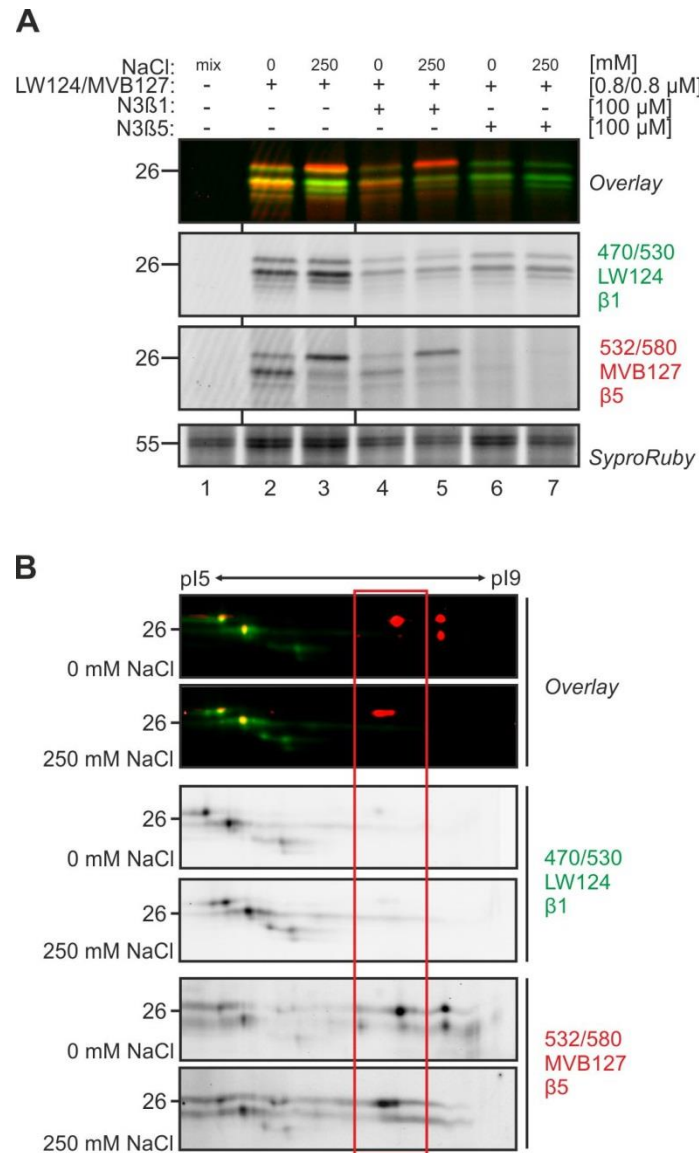 A
NaCl: mix 0 250 0 250 0 250 [mM]
LW124/MVB127: - + + + + + + [0.8/0.8 µM]
N3ß1: - - - + + - - [100 µM]
N3ß5: - - - - - + + [100 µM]
26 Overlay
26 470/530
LW124
β1
26 532/580
MVB127
β5
55 SyproRuby
1 2 3 4 5 6 7
B
pI5 pI9
26
0 mM NaCl
Overlay
26
250 mM NaCl
26
0 mM NaCl
470/530
LW124
β1
26
250 mM NaCl
26
0 mM NaCl
532/580
MVB127
β5
26
250 mM NaCl